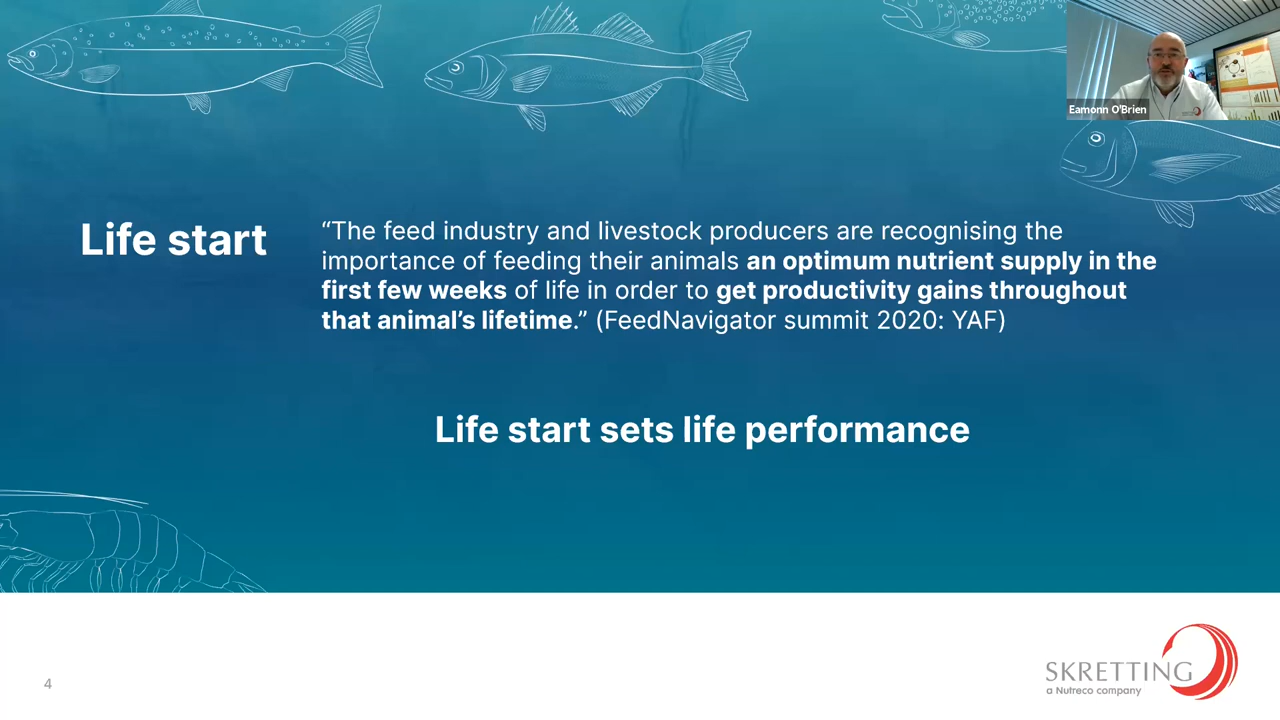 Eamonn O'Brien
Life start
“The feed industry and livestock producers are recognising the
importance of feeding their animals an optimum nutrient supply in the
first few weeks of life in order to get productivity gains throughout
that animal’s lifetime.” (FeedNavigator summit 2020: YAF)
Life start sets life performance
4
SKRETTING
a Nutreco company